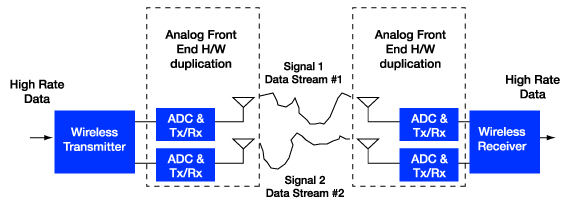 Analog Front
End H/W
duplication
Analog Front
End H/W
duplication
Signal 1
Data Stream #1
High Rate
Data
High Rate
Data
Wireless
Transmitter
ADC &
Tx/Rx
ADC &
Tx/Rx
ADC &
Tx/Rx
ADC &
Tx/Rx
Wireless
Receiver
Signal 2
Data Stream #2